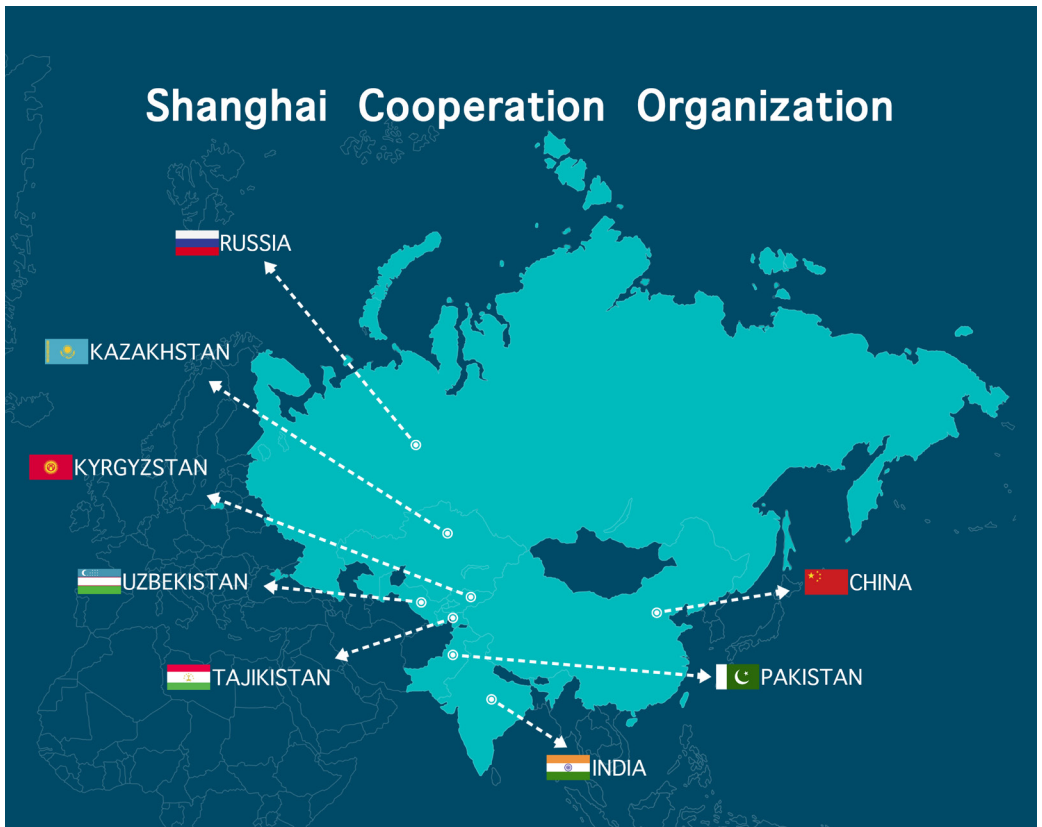 Shanghai Cooperation Organization
RUSSIA
KAZAKHSTAN
KYRGYZSTAN
UZBEKISTAN
CHINA
TAJIKISTAN
PAKISTAN
INDIA